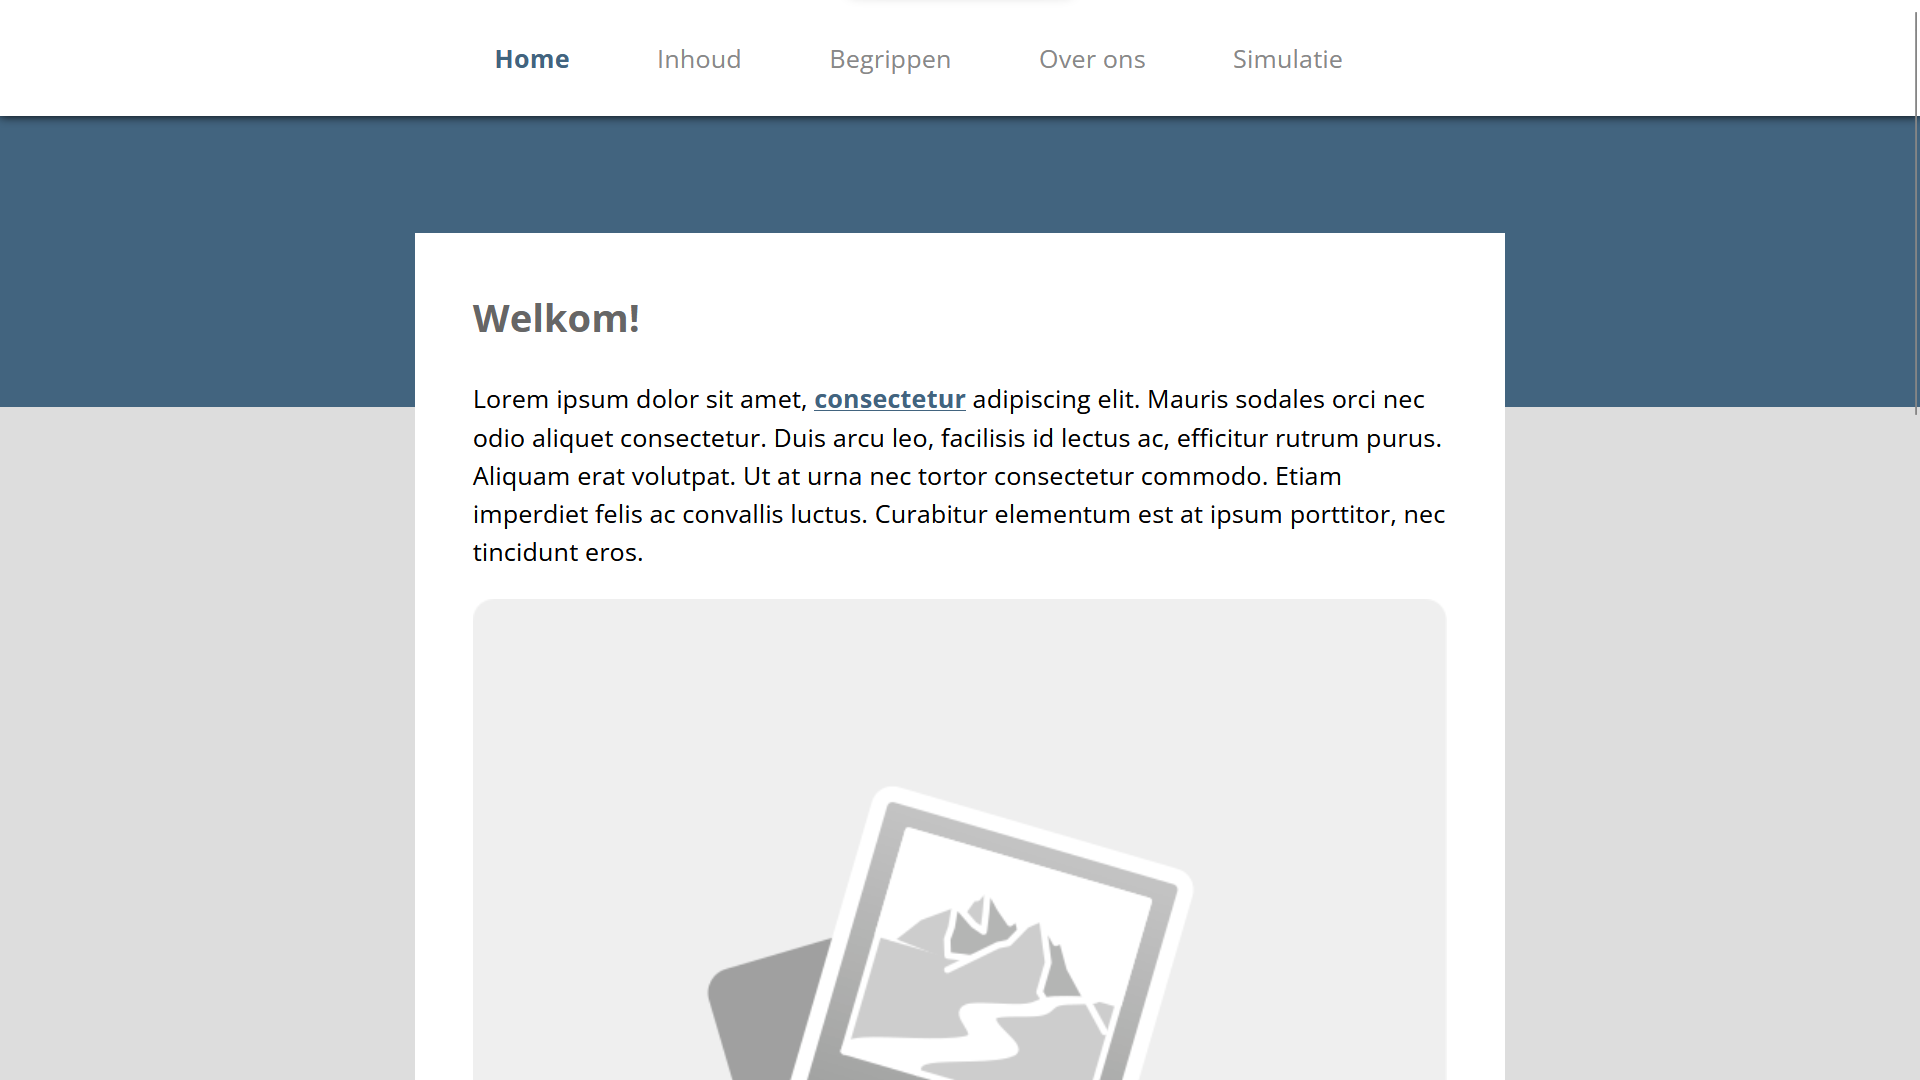 Home Inhoud Begrippen Over ons Simulatie
Welkom!
Lorem ipsum dolor sit amet, consectetur adipiscing elit. Mauris sodales orci nec
odio aliquet consectetur. Duis arcu leo, facilisis id lectus ac, efficitur rutrum purus.
Aliquam erat volutpat. Ut at urna nec tortor consectetur commodo. Etiam
imperdiet felis ac convallis luctus. Curabitur elementum est at ipsum porttitor, nec
tincidunt eros.